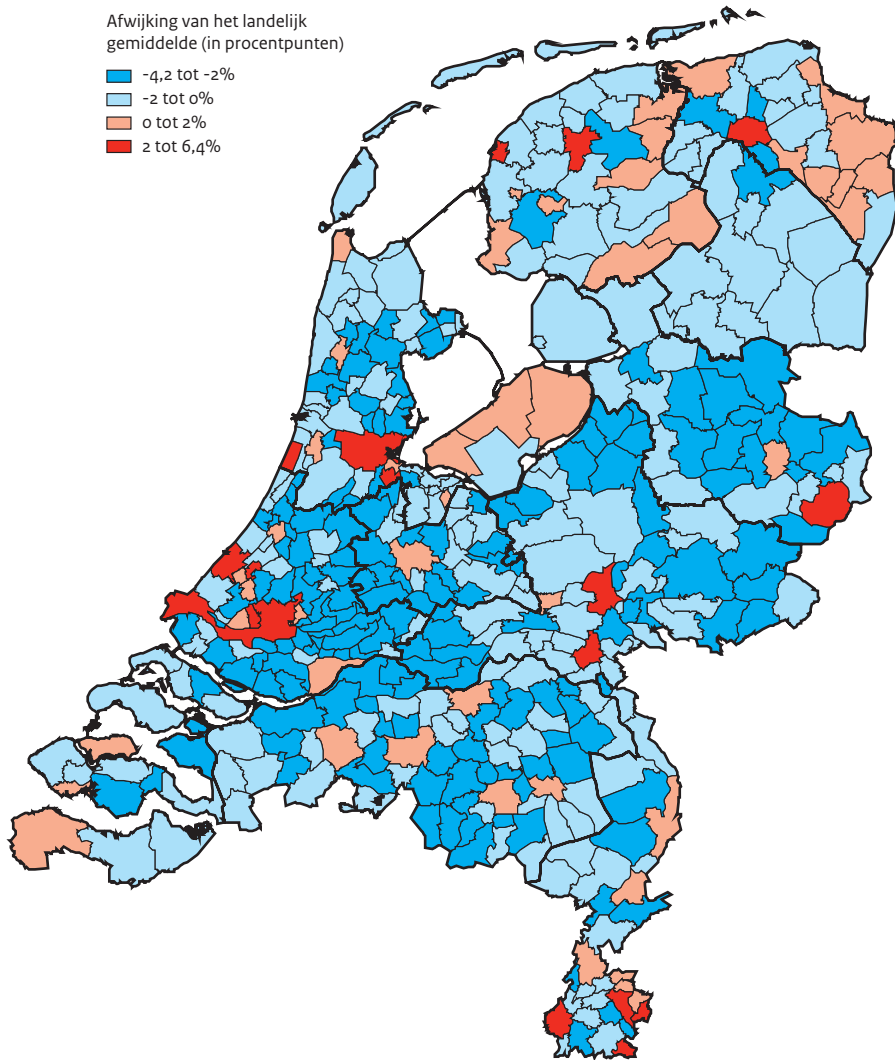 Afwijking van het landelijk
gemiddelde (in procentpunten)
-4,2 tot -2%
-2 tot 0%
0 tot 2%
2 tot 6,4%